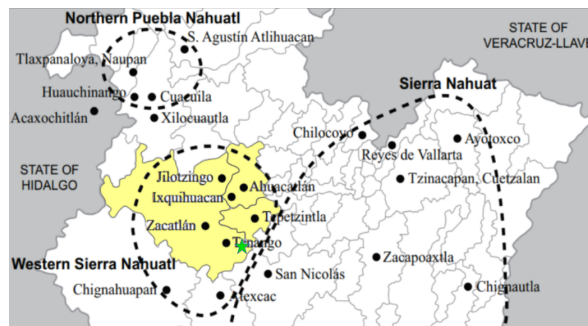 Northern Puebla Nahuatl
STATE OF
VERACRUZ-LLAVE
S. Agustín Atlihuacan
Tlaxpanaloya, Naupan
Sierra Nahuat
Huauchinango
Cuacuila
Acaxochitlán
Xilocuautla
Chilocoyo
Ayotoxco
Reyes de Vallarta
STATE OF
HIDALGO
Jilotzingo
Ahuacatlán
Tzinacapan, Cuetzalan
Ixquihuacan
Tepetzintla
Zacatlán
Tenango
Zacapoaxtla
Western Sierra Nahuatl
San Nicolás
Chignahuapan
Chignautla